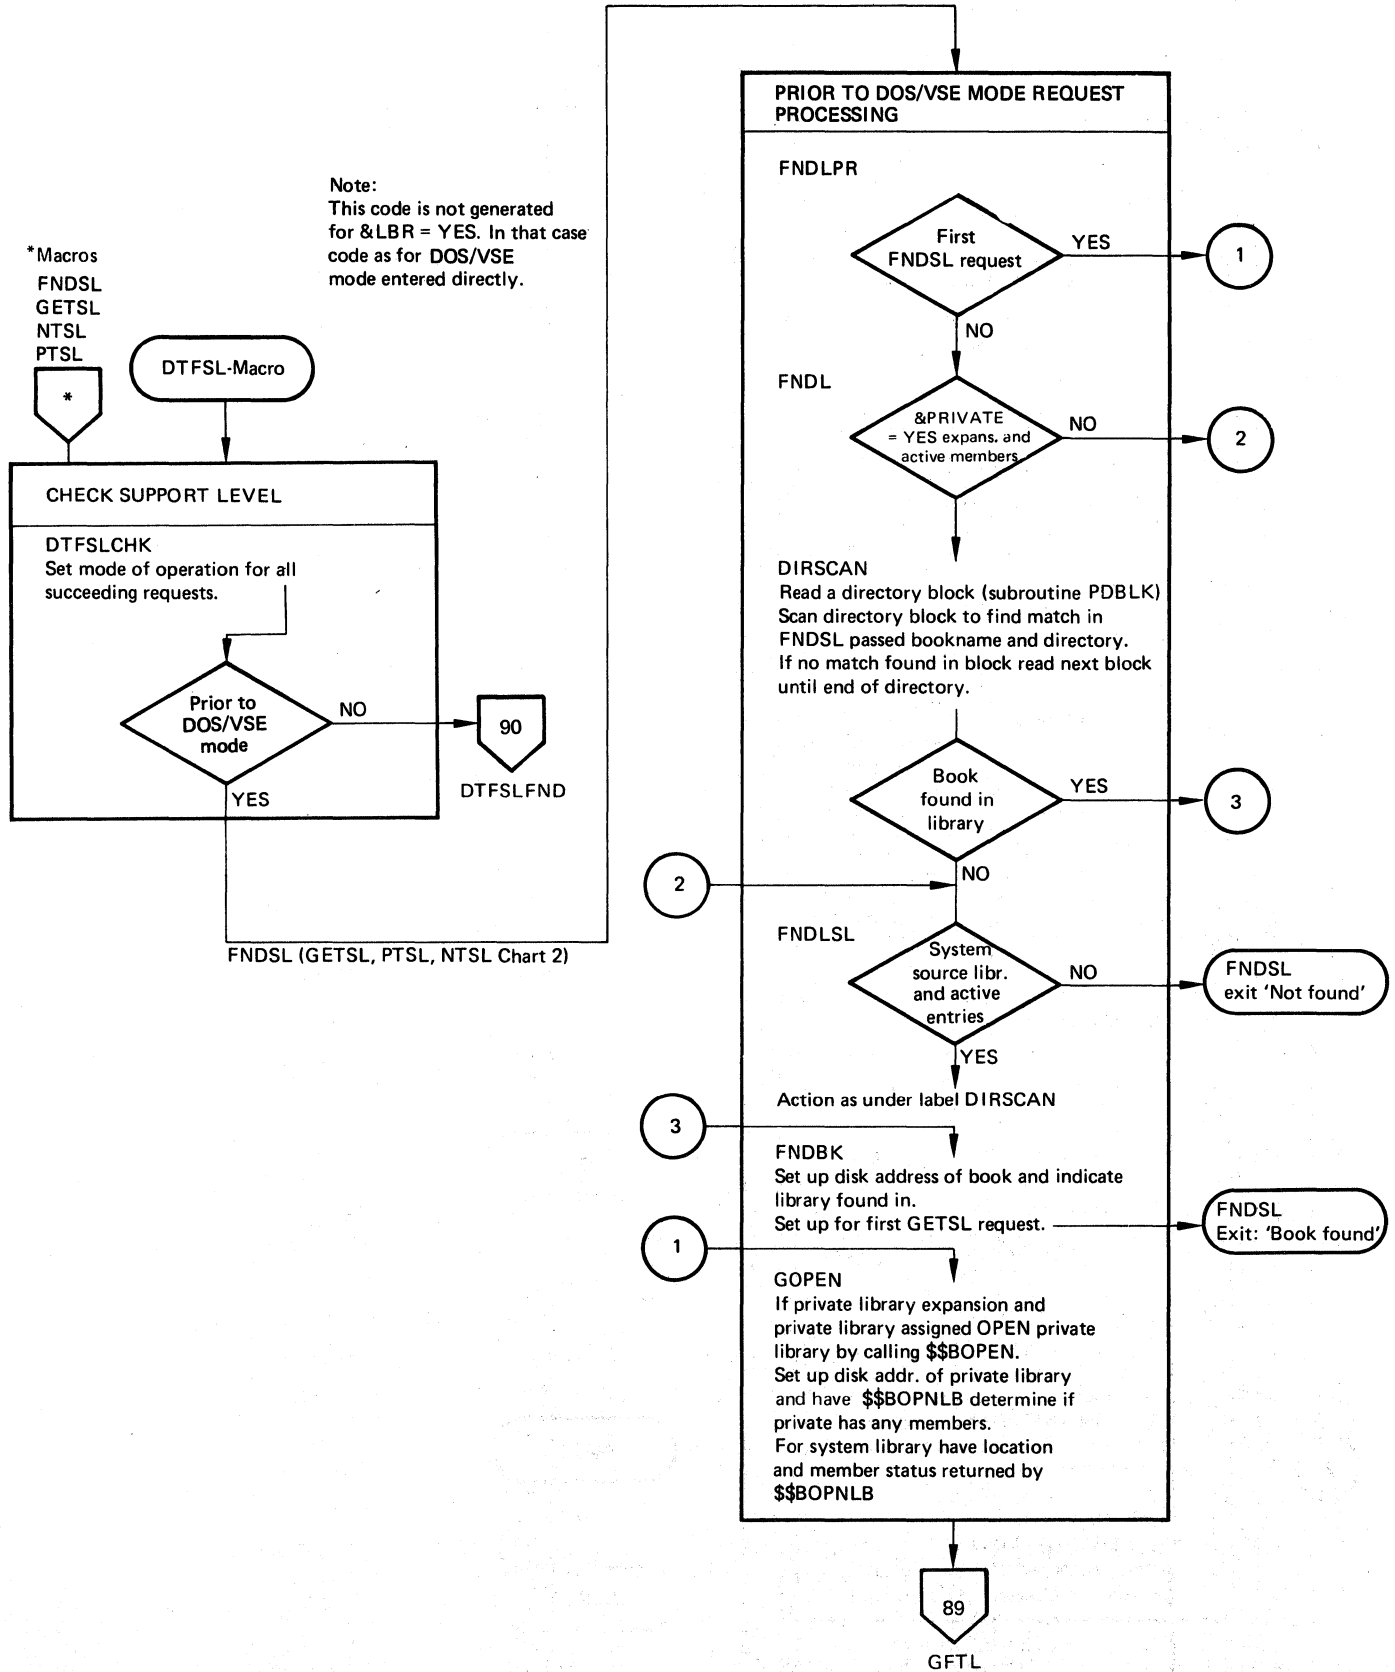 Note:
This code is not generated
for &LBR = YES. In that case
code as for DOS/VSE
mode entered directly.
*Macros
FNDSL
GETSL
NTSL
PTSL
*
DTFSL-Macro
CHECK SUPPORT LEVEL
DTFSLCHK
Set mode of operation for all
succeeding requests.
Prior to
DOS/VSE
mode
NO
90
DTFSLFND
YES
FNDSL (GETSL, PTSL, NTSL Chart 2)
PRIOR TO DOS/VSE MODE REQUEST
PROCESSING
FNDLPR
First
FNDSL request
YES
1
NO
FNDL
&PRIVATE
= YES expans. and
active members
NO
2
DIRSCAN
Read a directory block (subroutine PDBLK)
Scan directory block to find match in
FNDSL passed bookname and directory.
If no match found in block read next block
until end of directory.
Book
found in
library
YES
3
NO
2
FNDLSL
System
source libr.
and active
entries
NO
FNDSL
exit 'Not found'
YES
Action as under label DIRSCAN
3
FNDBK
Set up disk address of book and indicate
library found in.
Set up for first GETSL request.
FNDSL
Exit: 'Book found'
1
GOPEN
If private library expansion and
private library assigned OPEN private
library by calling $$BOPEN.
Set up disk addr. of private library
and have $$BOPNLB determine if
private has any members.
For system library have location
and member status returned by
$$BOPNLB
89
GFTL